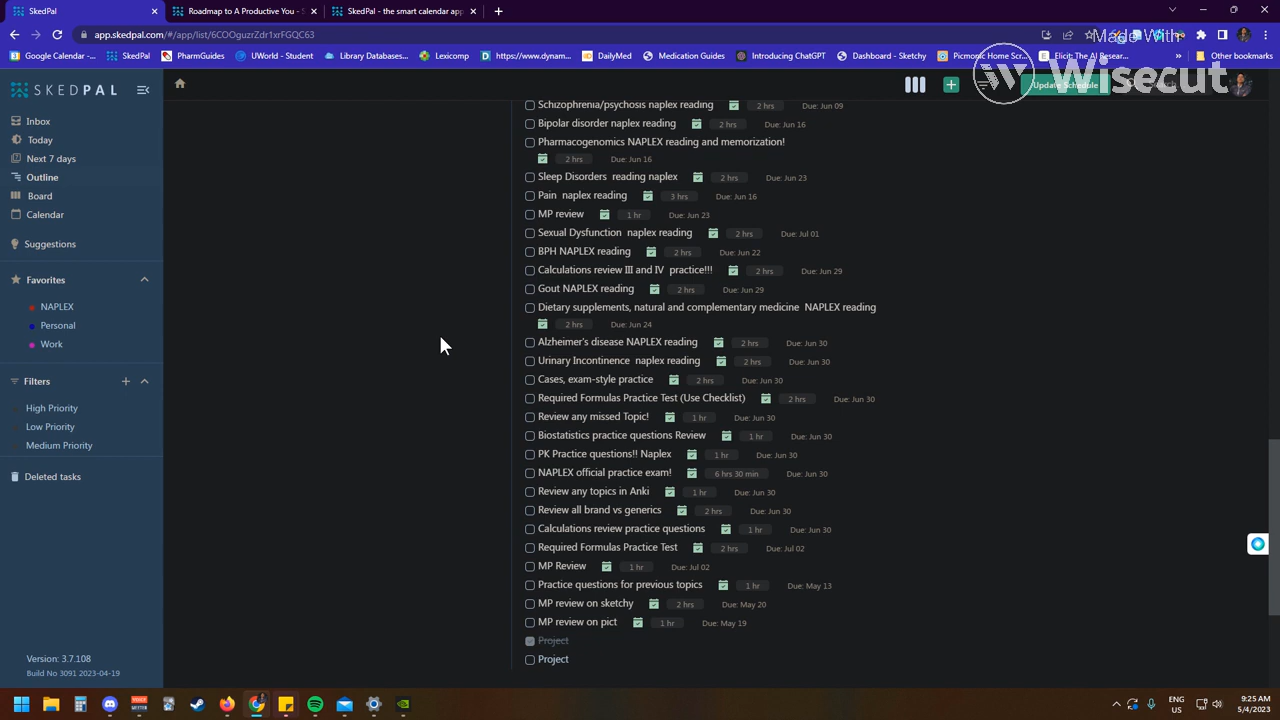 SkedPal
Roadmap to A Productive You - S
SkedPal - the smart calendar app
app.skedpal.com/#/app/list/6COOguzrZdr1xrFGQC63
Made With
Wisecut
Google Calendar - ...
SkedPal
PharmGuides
UWorld - Student
Library Databases...
Lexicomp
https://www.dynam...
DailyMed
Medication Guides
Introducing ChatGPT
Dashboard - Sketchy
Picmonic Home Pag...
Elicit: The AI Resear...
Other bookmarks
SKEDPAL
Update Schedule
Inbox
Today
Next 7 days
Outline
Board
Calendar
Suggestions
Favorites
NAPLEX
Personal
Work
Filters
High Priority
Low Priority
Medium Priority
Deleted tasks
Version: 3.7.108
Build No 3091 2023-04-19
Schizophrenia/psychosis naplex reading 2 hrs Due: Jun 09
Bipolar disorder naplex reading 2 hrs Due: Jun 16
Pharmacogenomics NAPLEX reading and memorization!
2 hrs Due: Jun 16
Sleep Disorders reading naplex 2 hrs Due: Jun 23
Pain naplex reading 3 hrs Due: Jun 16
MP review 1 hr Due: Jun 23
Sexual Dysfunction naplex reading 2 hrs Due: Jul 01
BPH NAPLEX reading 2 hrs Due: Jun 22
Calculations review III and IV practice!!! 2 hrs Due: Jun 29
Gout NAPLEX reading 2 hrs Due: Jun 29
Dietary supplements, natural and complementary medicine NAPLEX reading
2 hrs Due: Jun 24
Alzheimer's disease NAPLEX reading 2 hrs Due: Jun 30
Urinary Incontinence naplex reading 2 hrs Due: Jun 30
Cases, exam-style practice 2 hrs Due: Jun 30
Required Formulas Practice Test (Use Checklist) 2 hrs Due: Jun 30
Review any missed Topic! 1 hr Due: Jun 30
Biostatistics practice questions Review 1 hr Due: Jun 30
PK Practice questions!! Naplex 1 hr Due: Jun 30
NAPLEX official practice exam! 6 hrs 30 min Due: Jun 30
Review any topics in Anki 1 hr Due: Jun 30
Review all brand vs generics 2 hrs Due: Jun 30
Calculations review practice questions 1 hr Due: Jun 30
Required Formulas Practice Test 2 hrs Due: Jul 02
MP Review 1 hr Due: Jul 02
Practice questions for previous topics 1 hr Due: May 13
MP review on sketchy 2 hrs Due: May 20
MP review on pict 1 hr Due: May 19
Project
Project
ENG
US
9:25 AM
5/4/2023